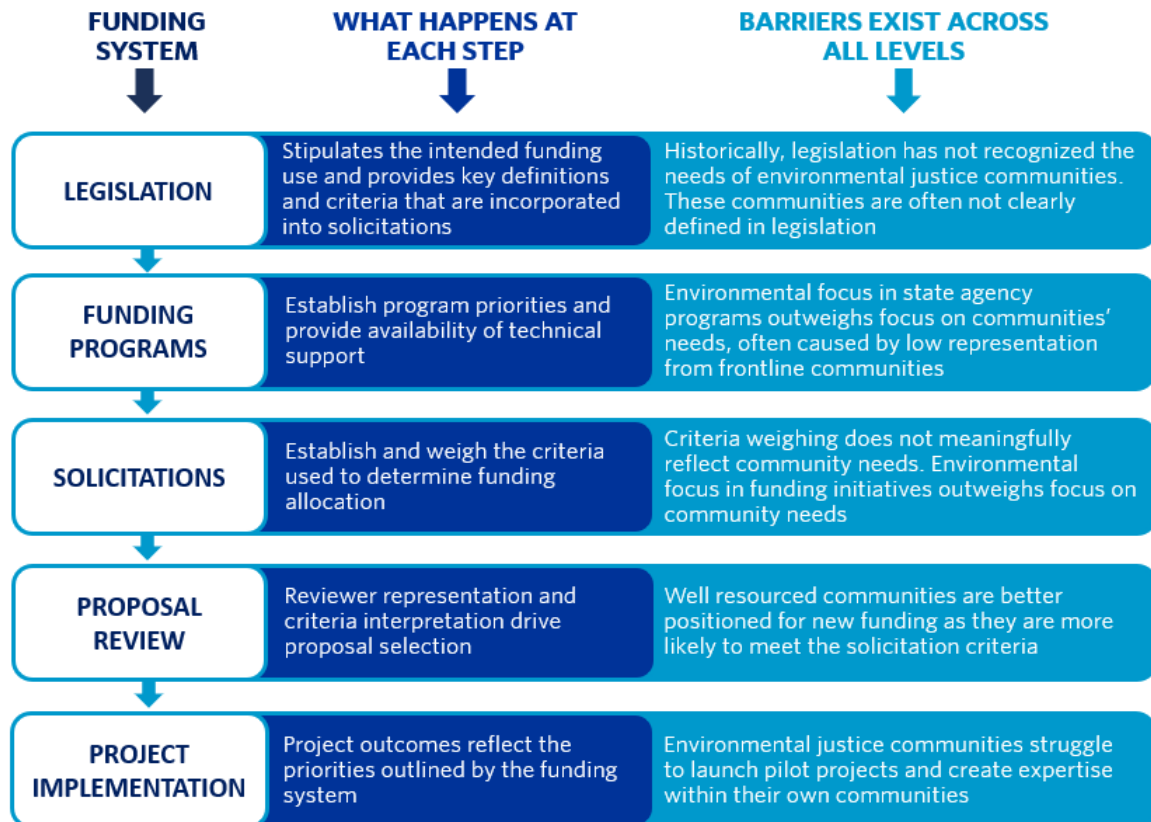 FUNDING
SYSTEM
WHAT HAPPENS AT
EACH STEP
BARRIERS EXIST ACROSS
ALL LEVELS
LEGISLATION
Stipulates the intended funding
use and provides key definitions
and criteria that are incorporated
into solicitations
Historically, legislation has not recognized the
needs of environmental justice communities.
These communities are often not clearly
defined in legislation
FUNDING
PROGRAMS
Establish program priorities and
provide availability of technical
support
Environmental focus in state agency
programs outweighs focus on communities’
needs, often caused by low representation
from frontline communities
SOLICITATIONS
Establish and weigh the criteria
used to determine funding
allocation
Criteria weighing does not meaningfully
reflect community needs. Environmental
focus in funding initiatives outweighs focus on
community needs
PROPOSAL
REVIEW
Reviewer representation and
criteria interpretation drive
proposal selection
Well resourced communities are better
positioned for new funding as they are more
likely to meet the solicitation criteria
PROJECT
IMPLEMENTATION
Project outcomes reflect the
priorities outlined by the funding
system
Environmental justice communities struggle
to launch pilot projects and create expertise
within their own communities